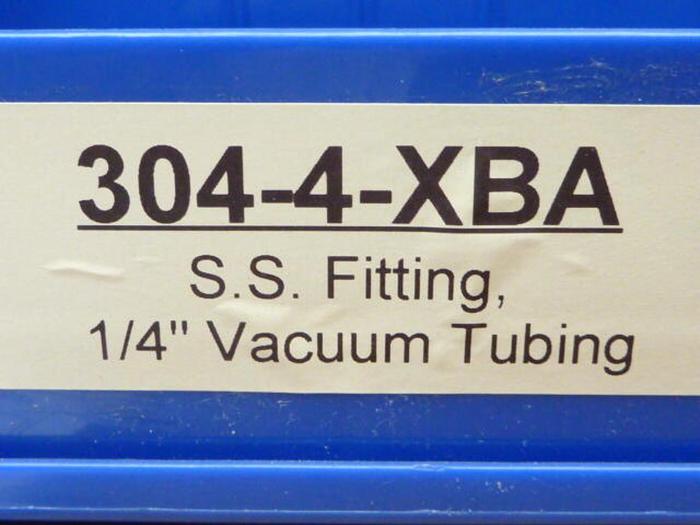 304-4-XBA
S.S. Fitting,
1/4" Vacuum Tubing